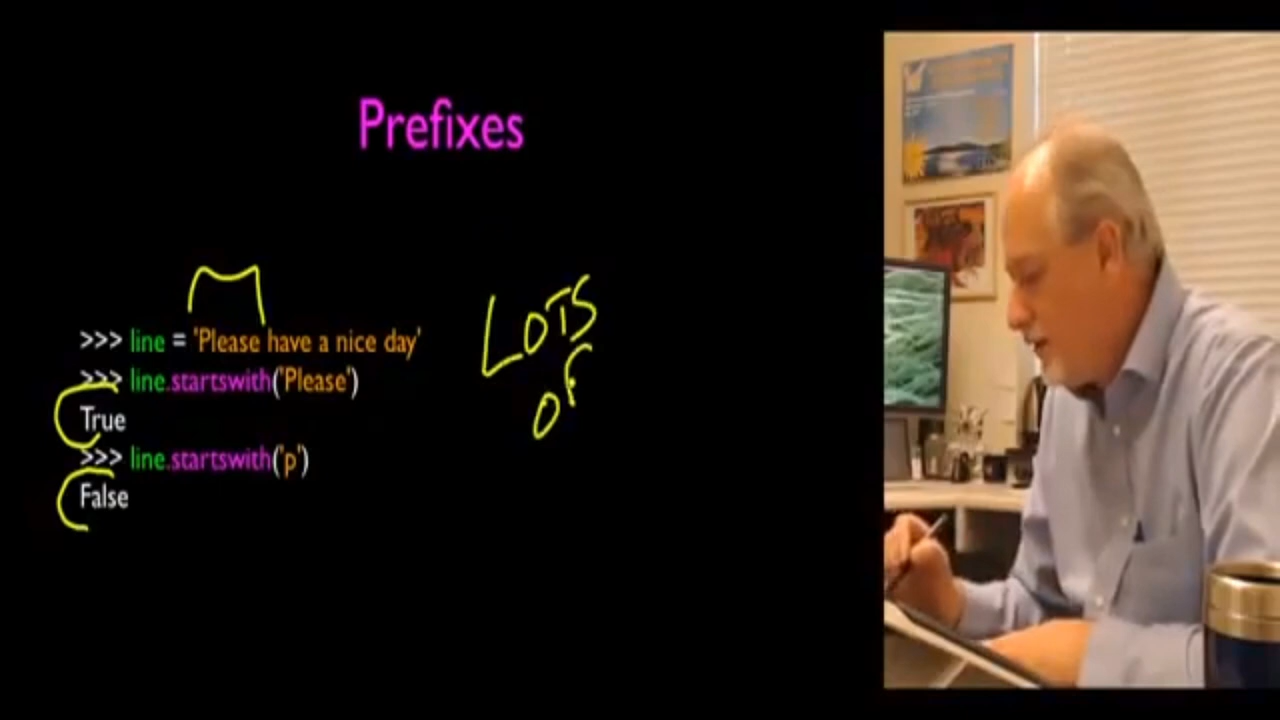 Prefixes
>>> line = 'Please have a nice day'
>>> line.startswith('Please')
True
>>> line.startswith('p')
False
LOTS
OF